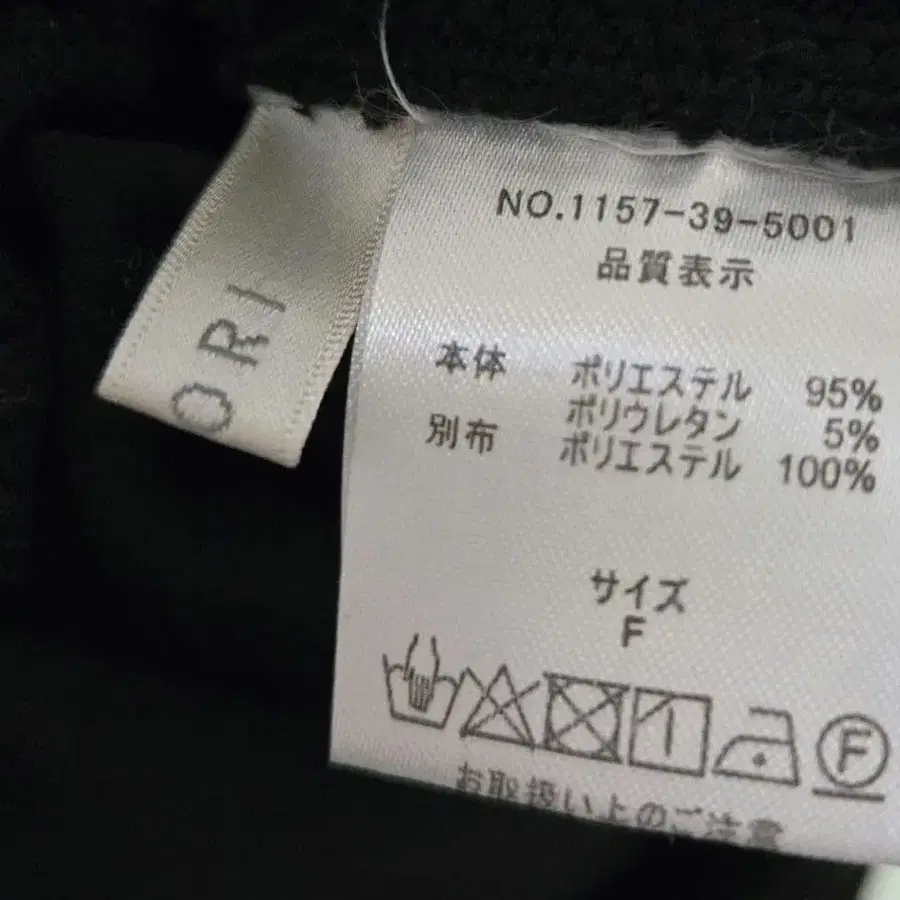 ORI
NO.1157-39-5001
品質表示
本体 ポリエステル 95%
ポリウレタン 5%
別布 ポリエステル 100%
サイズ
F
F
お取扱い上のご注意